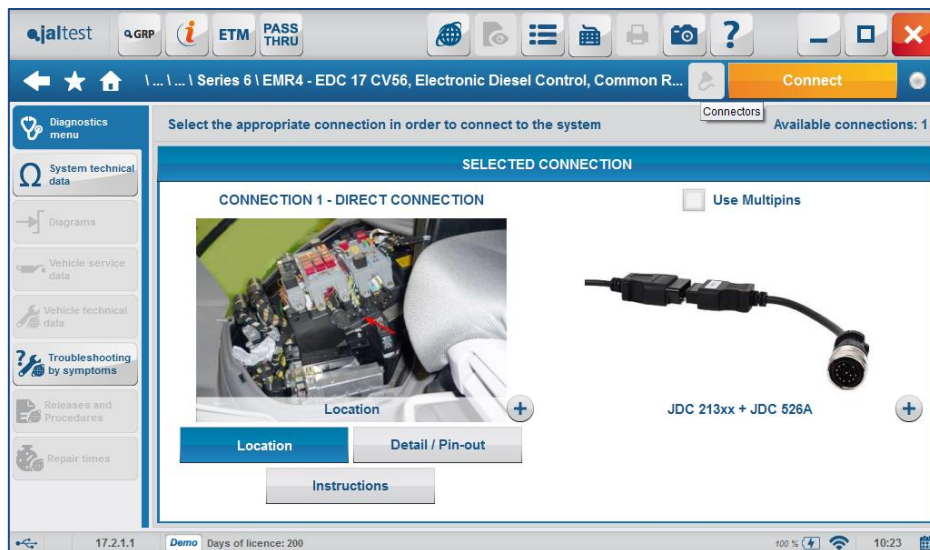 jaltest
GRP
i
ETM
PASS
THRU
?
\ ... \ ... \ Series 6 \ EMR4 - EDC 17 CV56, Electronic Diesel Control, Common R...
Connect
Connectors
Diagnostics
menu
Select the appropriate connection in order to connect to the system
Available connections: 1
System technical
data
Diagrams
Vehicle service
data
Vehicle technical
data
Troubleshooting
by symptoms
Releases and
Procedures
Repair times
SELECTED CONNECTION
CONNECTION 1 - DIRECT CONNECTION
Use Multipins
Location
JDC 213xx + JDC 526A
Location
Detail / Pin-out
Instructions
17.2.1.1
Demo
Days of licence: 200
100 %
10:23